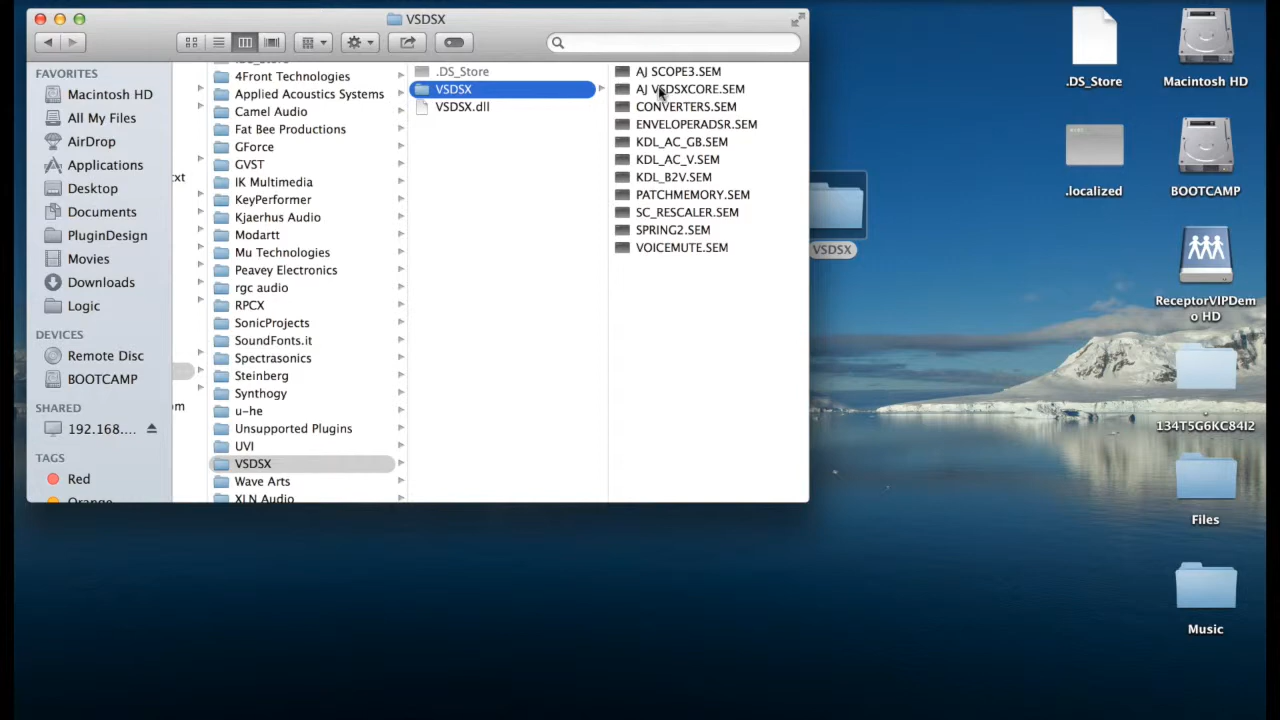 VSDSX
FAVORITES
Macintosh HD
All My Files
AirDrop
Applications
Desktop
Documents
PluginDesign
Movies
Downloads
Logic
DEVICES
Remote Disc
BOOTCAMP
SHARED
192.168....
TAGS
Red
Orange
txt
om
4Front Technologies
Applied Acoustics Systems
Camel Audio
Fat Bee Productions
GForce
GVST
IK Multimedia
KeyPerformer
Kjaerhus Audio
Modartt
Mu Technologies
Peavey Electronics
rgc audio
RPCX
SonicProjects
SoundFonts.it
Spectrasonics
Steinberg
Synthogy
u-he
Unsupported Plugins
UVI
VSDSX
Wave Arts
XLN Audio
.DS_Store
VSDSX
VSDSX.dll
AJ SCOPE3.SEM
AJ VSDSXCORE.SEM
CONVERTERS.SEM
ENVELOPERADSR.SEM
KDL_AC_GB.SEM
KDL_AC_V.SEM
KDL_B2V.SEM
PATCHMEMORY.SEM
SC_RESCALER.SEM
SPRING2.SEM
VOICEMUTE.SEM
VSDSX
.DS_Store
Macintosh HD
.localized
BOOTCAMP
ReceptorVIPDem
o HD
134T5G6KC84I2
Files
Music